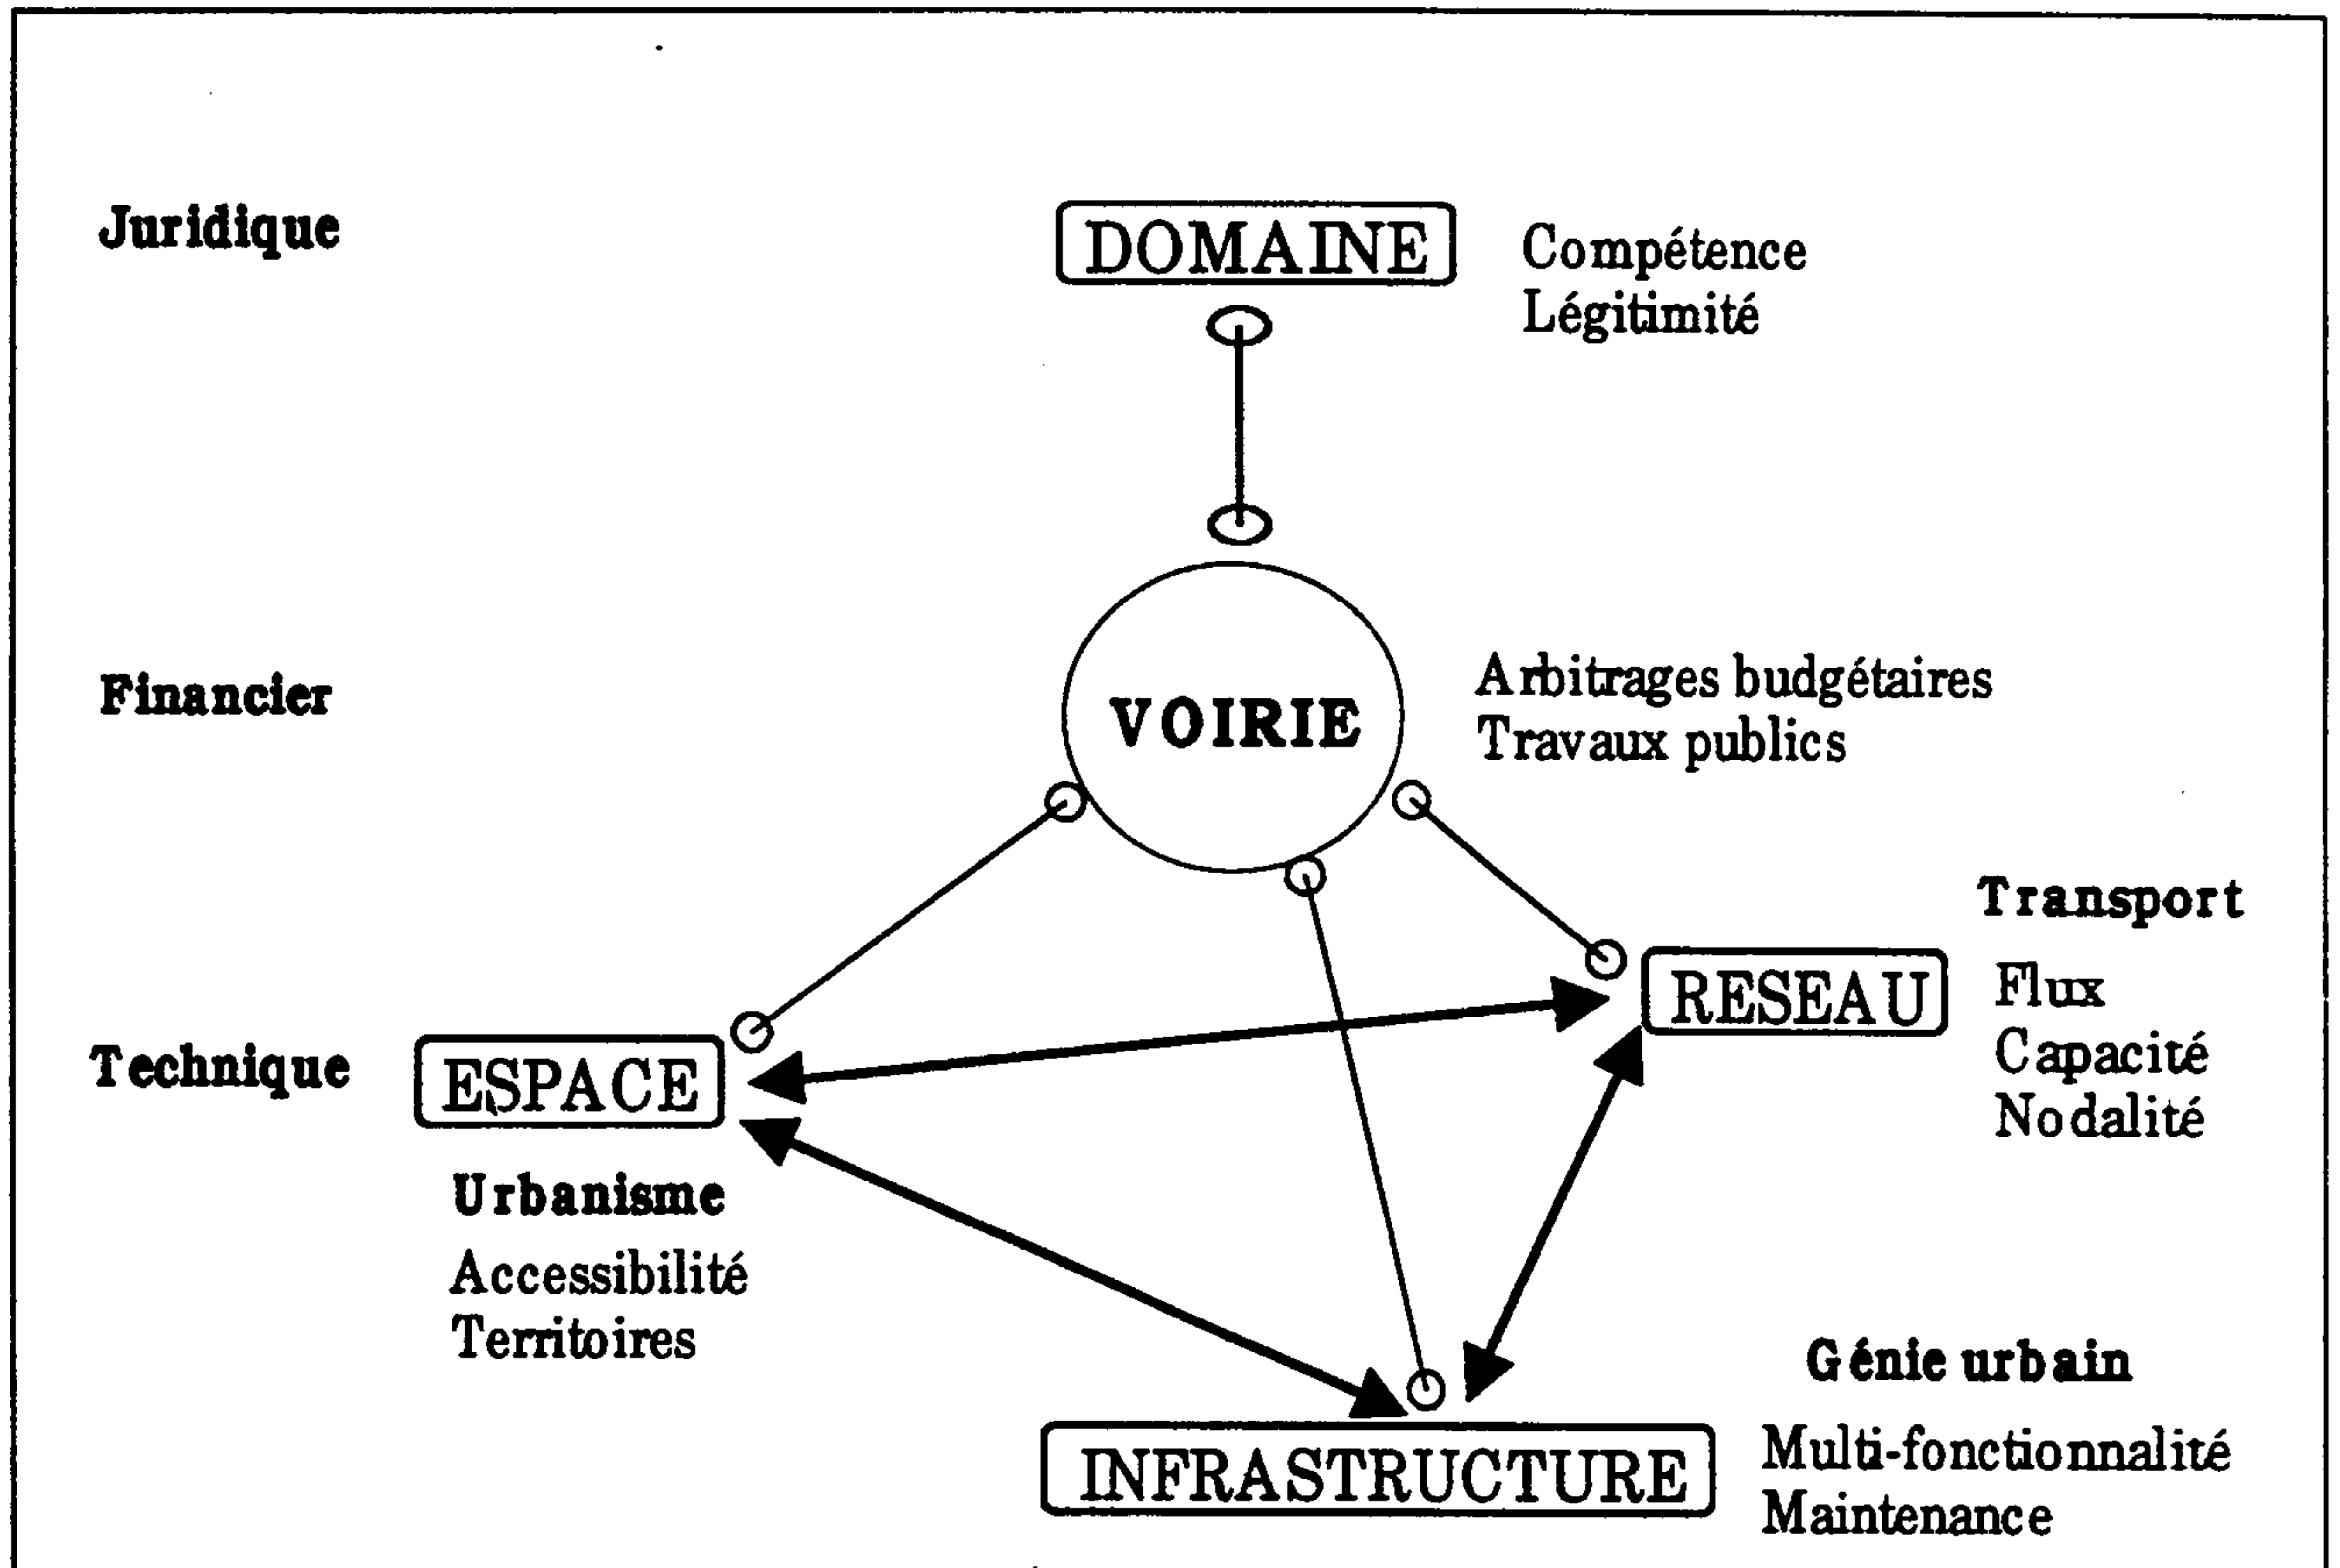 Juridique
DOMAINE
Compétence
Légitimité
Financier
VOIRIE
Arbitrages budgétaires
Travaux publics
Transport
RESEAU
Flux
Capacité
Nodalité
Technique
ESPACE
Urbanisme
Accessibilité
Territoires
Génie urbain
INFRASTRUCTURE
Multi-fonctionnalité
Maintenance